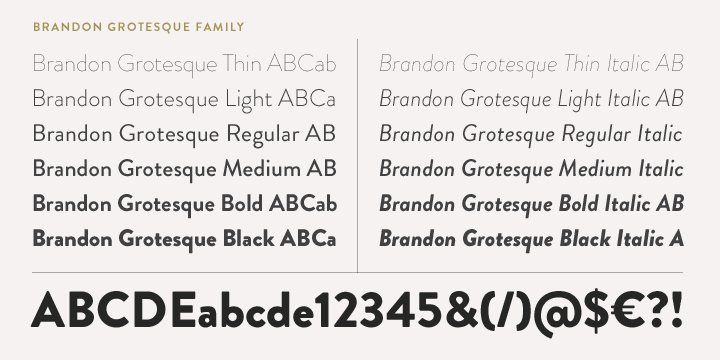 BRANDON GROTESQUE FAMILY
Brandon Grotesque Thin ABCab
Brandon Grotesque Light ABCa
Brandon Grotesque Regular AB
Brandon Grotesque Medium AB
Brandon Grotesque Bold ABCab
Brandon Grotesque Black ABCa
Brandon Grotesque Thin Italic AB
Brandon Grotesque Light Italic AB
Brandon Grotesque Regular Italic
Brandon Grotesque Medium Italic
Brandon Grotesque Bold Italic AB
Brandon Grotesque Black Italic A
ABCDEabcde12345&(/)@$€?!